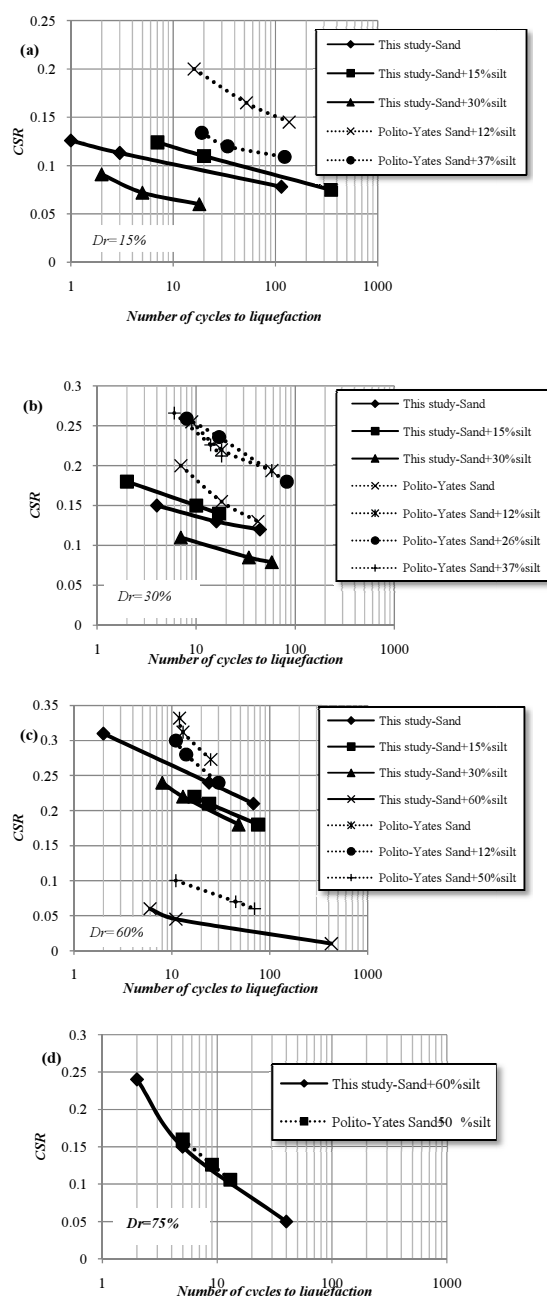 (a)
0.25
0.2
0.15
0.1
0.05
0
CSR
Dr=15%
1 10 100 1000
Number of cycles to liquefaction
This study-Sand
This study-Sand+15%silt
This study-Sand+30%silt
Polito-Yates Sand+12%silt
Polito-Yates Sand+37%silt
(b)
0.3
0.25
0.2
0.15
0.1
0.05
0
CSR
Dr=30%
1 10 100 1000
Number of cycles to liquefaction
This study-Sand
This study-Sand+15%silt
This study-Sand+30%silt
Polito-Yates Sand
Polito-Yates Sand+12%silt
Polito-Yates Sand+26%silt
Polito-Yates Sand+37%silt
(c)
0.35
0.3
0.25
0.2
0.15
0.1
0.05
0
CSR
Dr=60%
1 10 100 1000
Number of cycles to liquefaction
This study-Sand
This study-Sand+15%silt
This study-Sand+30%silt
This study-Sand+60%silt
Polito-Yates Sand
Polito-Yates Sand+12%silt
Polito-Yates Sand+50%silt
(d)
0.3
0.25
0.2
0.15
0.1
0.05
0
CSR
Dr=75%
1 10 100 1000
Number of cycles to liquefaction
This study-Sand+60%silt
Polito-Yates Sand+50 %silt